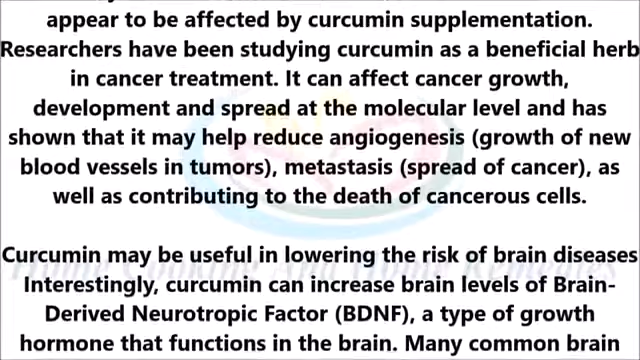 appear to be affected by curcumin supplementation.
Researchers have been studying curcumin as a beneficial herb
in cancer treatment. It can affect cancer growth,
development and spread at the molecular level and has
shown that it may help reduce angiogenesis (growth of new
blood vessels in tumors), metastasis (spread of cancer), as
well as contributing to the death of cancerous cells.
Curcumin may be useful in lowering the risk of brain diseases
Interestingly, curcumin can increase brain levels of Brain-
Derived Neurotropic Factor (BDNF), a type of growth
hormone that functions in the brain. Many common brain